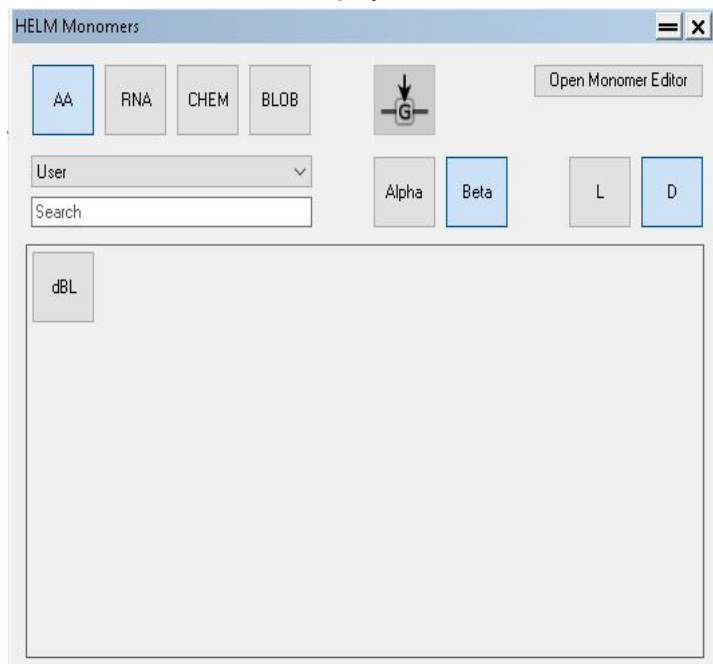 HELM Monomers
AA RNA CHEM BLOB G Open Monomer Editor
User
Alpha Beta L D
Search
dBL